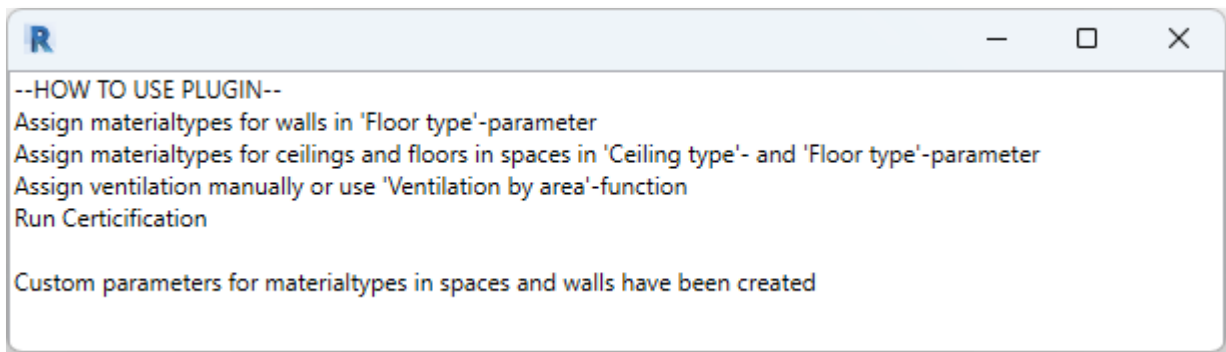 R
--HOW TO USE PLUGIN--
Assign materialtypes for walls in 'Floor type'-parameter
Assign materialtypes for ceilings and floors in spaces in 'Ceiling type'- and 'Floor type'-parameter
Assign ventilation manually or use 'Ventilation by area'-function
Run Certicification
Custom parameters for materialtypes in spaces and walls have been created